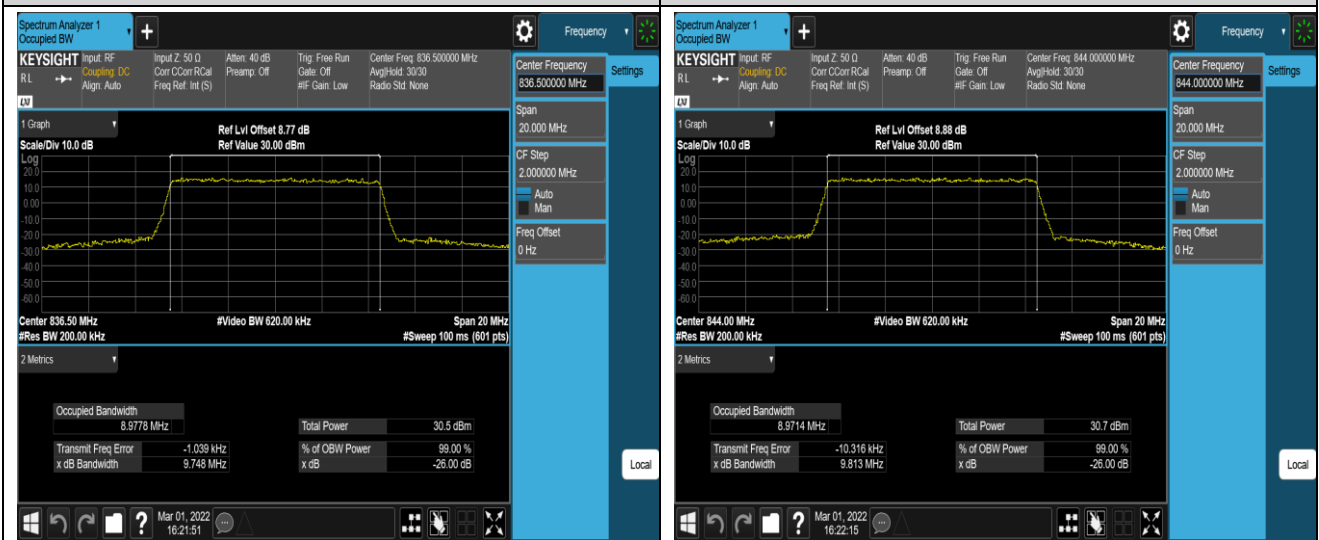 Spectrum Analyzer 1
Occupied BW
+
Frequency
KEYSIGHT
R L
LXI
Input: RF
Coupling: DC
Align: Auto
Input Z: 50 Ω
Corr CCorr RCal
Freq Ref: Int (S)
Atten: 40 dB
Preamp: Off
Trig: Free Run
Gate: Off
#IF Gain: Low
Center Freq: 836.500000 MHz
Avg|Hold: 30/30
Radio Std: None
Center Frequency
836.500000 MHz
Settings
Span
20.000 MHz
CF Step
2.000000 MHz
Auto
Man
Freq Offset
0 Hz
Local
1 Graph
Scale/Div 10.0 dB
Ref Lvl Offset 8.77 dB
Ref Value 30.00 dBm
Log
20.0
10.0
0.00
-10.0
-20.0
-30.0
-40.0
-50.0
-60.0
Center 836.50 MHz
#Res BW 200.00 kHz
#Video BW 620.00 kHz
Span 20 MHz
#Sweep 100 ms (601 pts)
2 Metrics
Occupied Bandwidth
8.9778 MHz
Transmit Freq Error -1.039 kHz
x dB Bandwidth 9.748 MHz
Total Power 30.5 dBm
% of OBW Power 99.00 %
x dB -26.00 dB
?
Mar 01, 2022
16:21:51
Spectrum Analyzer 1
Occupied BW
+
Frequency
KEYSIGHT
R L
LXI
Input: RF
Coupling: DC
Align: Auto
Input Z: 50 Ω
Corr CCorr RCal
Freq Ref: Int (S)
Atten: 40 dB
Preamp: Off
Trig: Free Run
Gate: Off
#IF Gain: Low
Center Freq: 844.000000 MHz
Avg|Hold: 30/30
Radio Std: None
Center Frequency
844.000000 MHz
Settings
Span
20.000 MHz
CF Step
2.000000 MHz
Auto
Man
Freq Offset
0 Hz
Local
1 Graph
Scale/Div 10.0 dB
Ref Lvl Offset 8.88 dB
Ref Value 30.00 dBm
Log
20.0
10.0
0.00
-10.0
-20.0
-30.0
-40.0
-50.0
-60.0
Center 844.00 MHz
#Res BW 200.00 kHz
#Video BW 620.00 kHz
Span 20 MHz
#Sweep 100 ms (601 pts)
2 Metrics
Occupied Bandwidth
8.9714 MHz
Transmit Freq Error -10.316 kHz
x dB Bandwidth 9.813 MHz
Total Power 30.7 dBm
% of OBW Power 99.00 %
x dB -26.00 dB
?
Mar 01, 2022
16:22:15